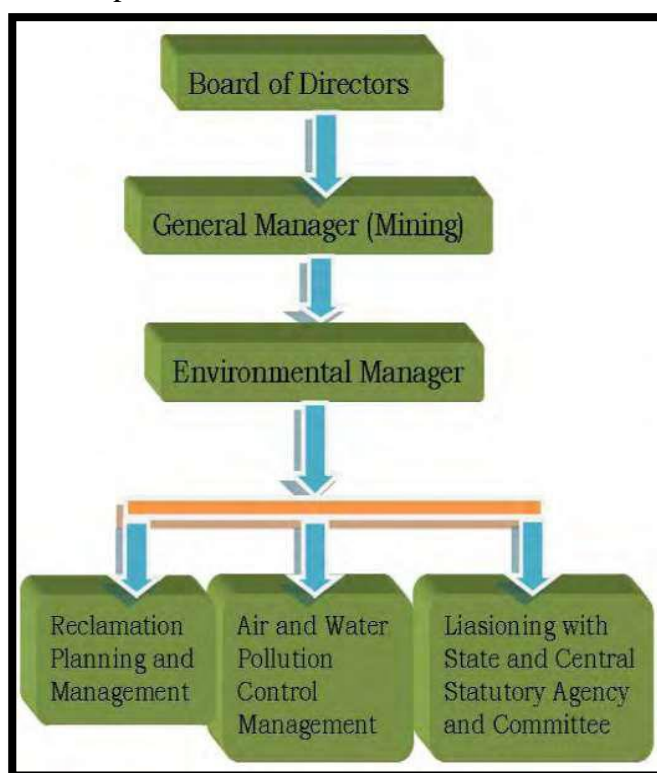 Board of Directors
General Manager (Mining)
Environmental Manager
Reclamation
Planning and
Management
Air and Water
Pollution
Control
Management
Liasioning with
State and Central
Statutory Agency
and Committee